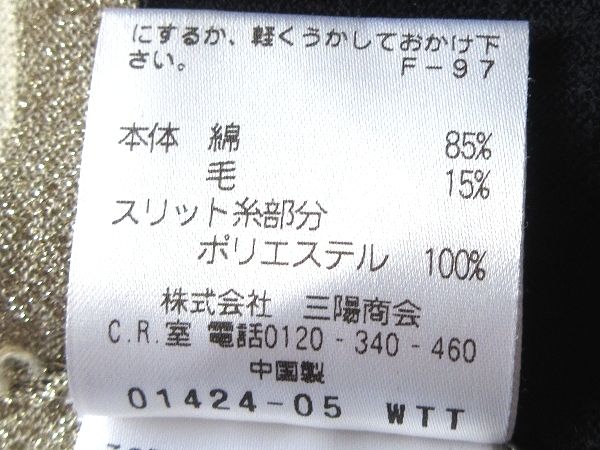 にするか、軽くうかしておかけ下
さい。 F-97
本体 綿 85%
毛 15%
スリット糸部分
ポリエステル 100%
株式会社 三陽商会
C.R.室 電話0120-340-460
中国製
01424-05 WTT